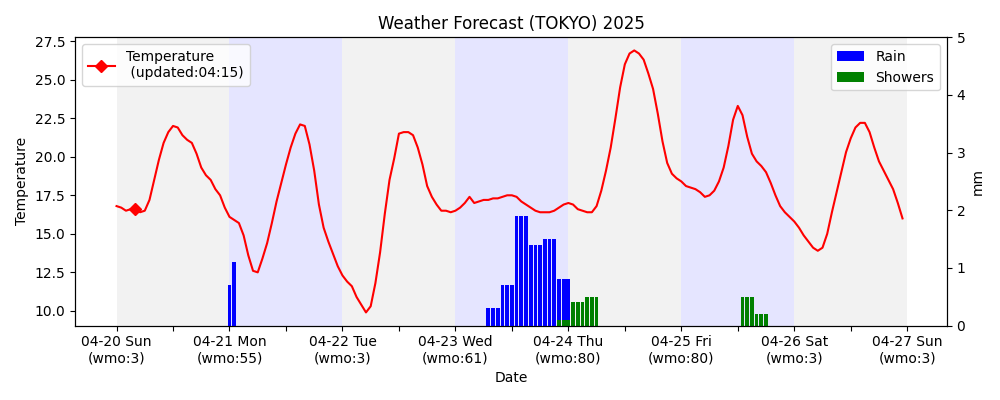 Weather Forecast (TOKYO) 2025
Temperature
(updated:04:15)
Rain
Showers
27.5
25.0
22.5
20.0
17.5
15.0
12.5
10.0
Temperature
5
4
3
2
1
0
mm
04-20 Sun
(wmo:3)
04-21 Mon
(wmo:55)
04-22 Tue
(wmo:3)
04-23 Wed
(wmo:61)
04-24 Thu
(wmo:80)
04-25 Fri
(wmo:80)
04-26 Sat
(wmo:3)
04-27 Sun
(wmo:3)
Date